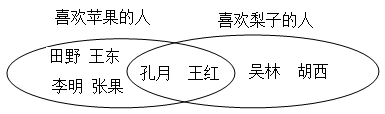 喜欢苹果的人 喜欢梨子的人
田野 王东
李明 张果
孔月 王红
吴林 胡西